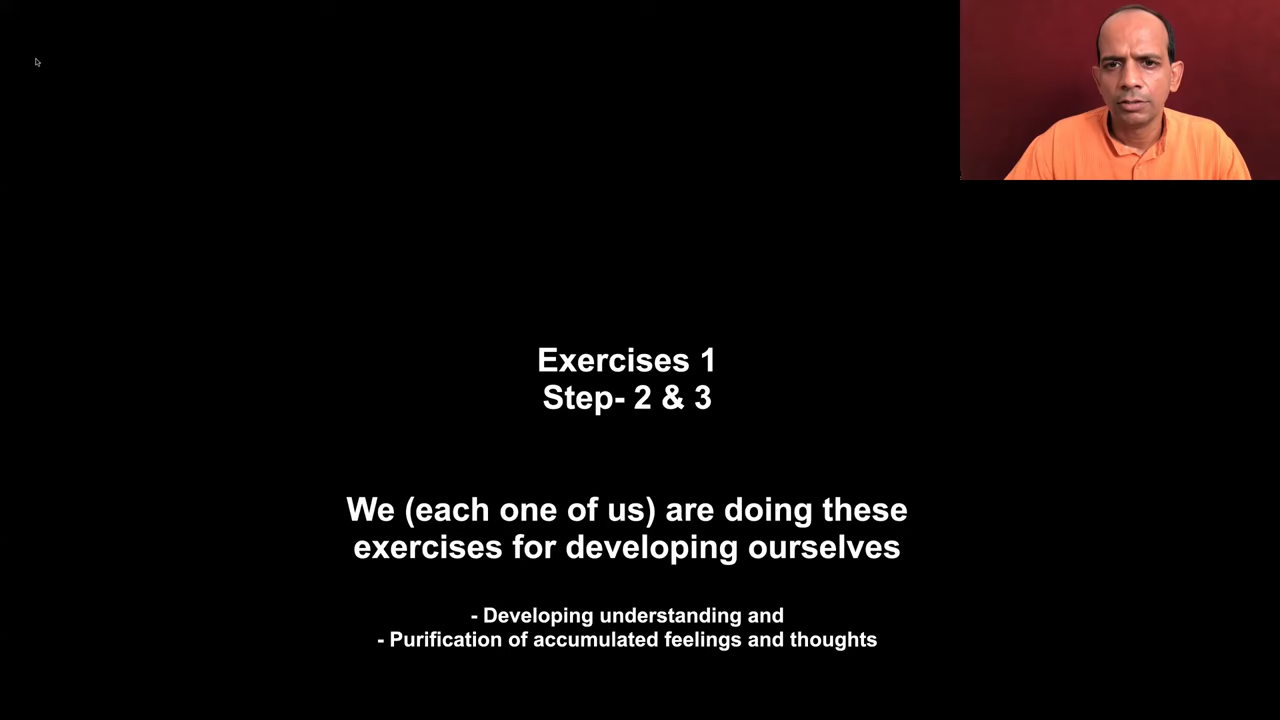 Exercises 1
Step- 2 & 3
We (each one of us) are doing these
exercises for developing ourselves
- Developing understanding and
- Purification of accumulated feelings and thoughts